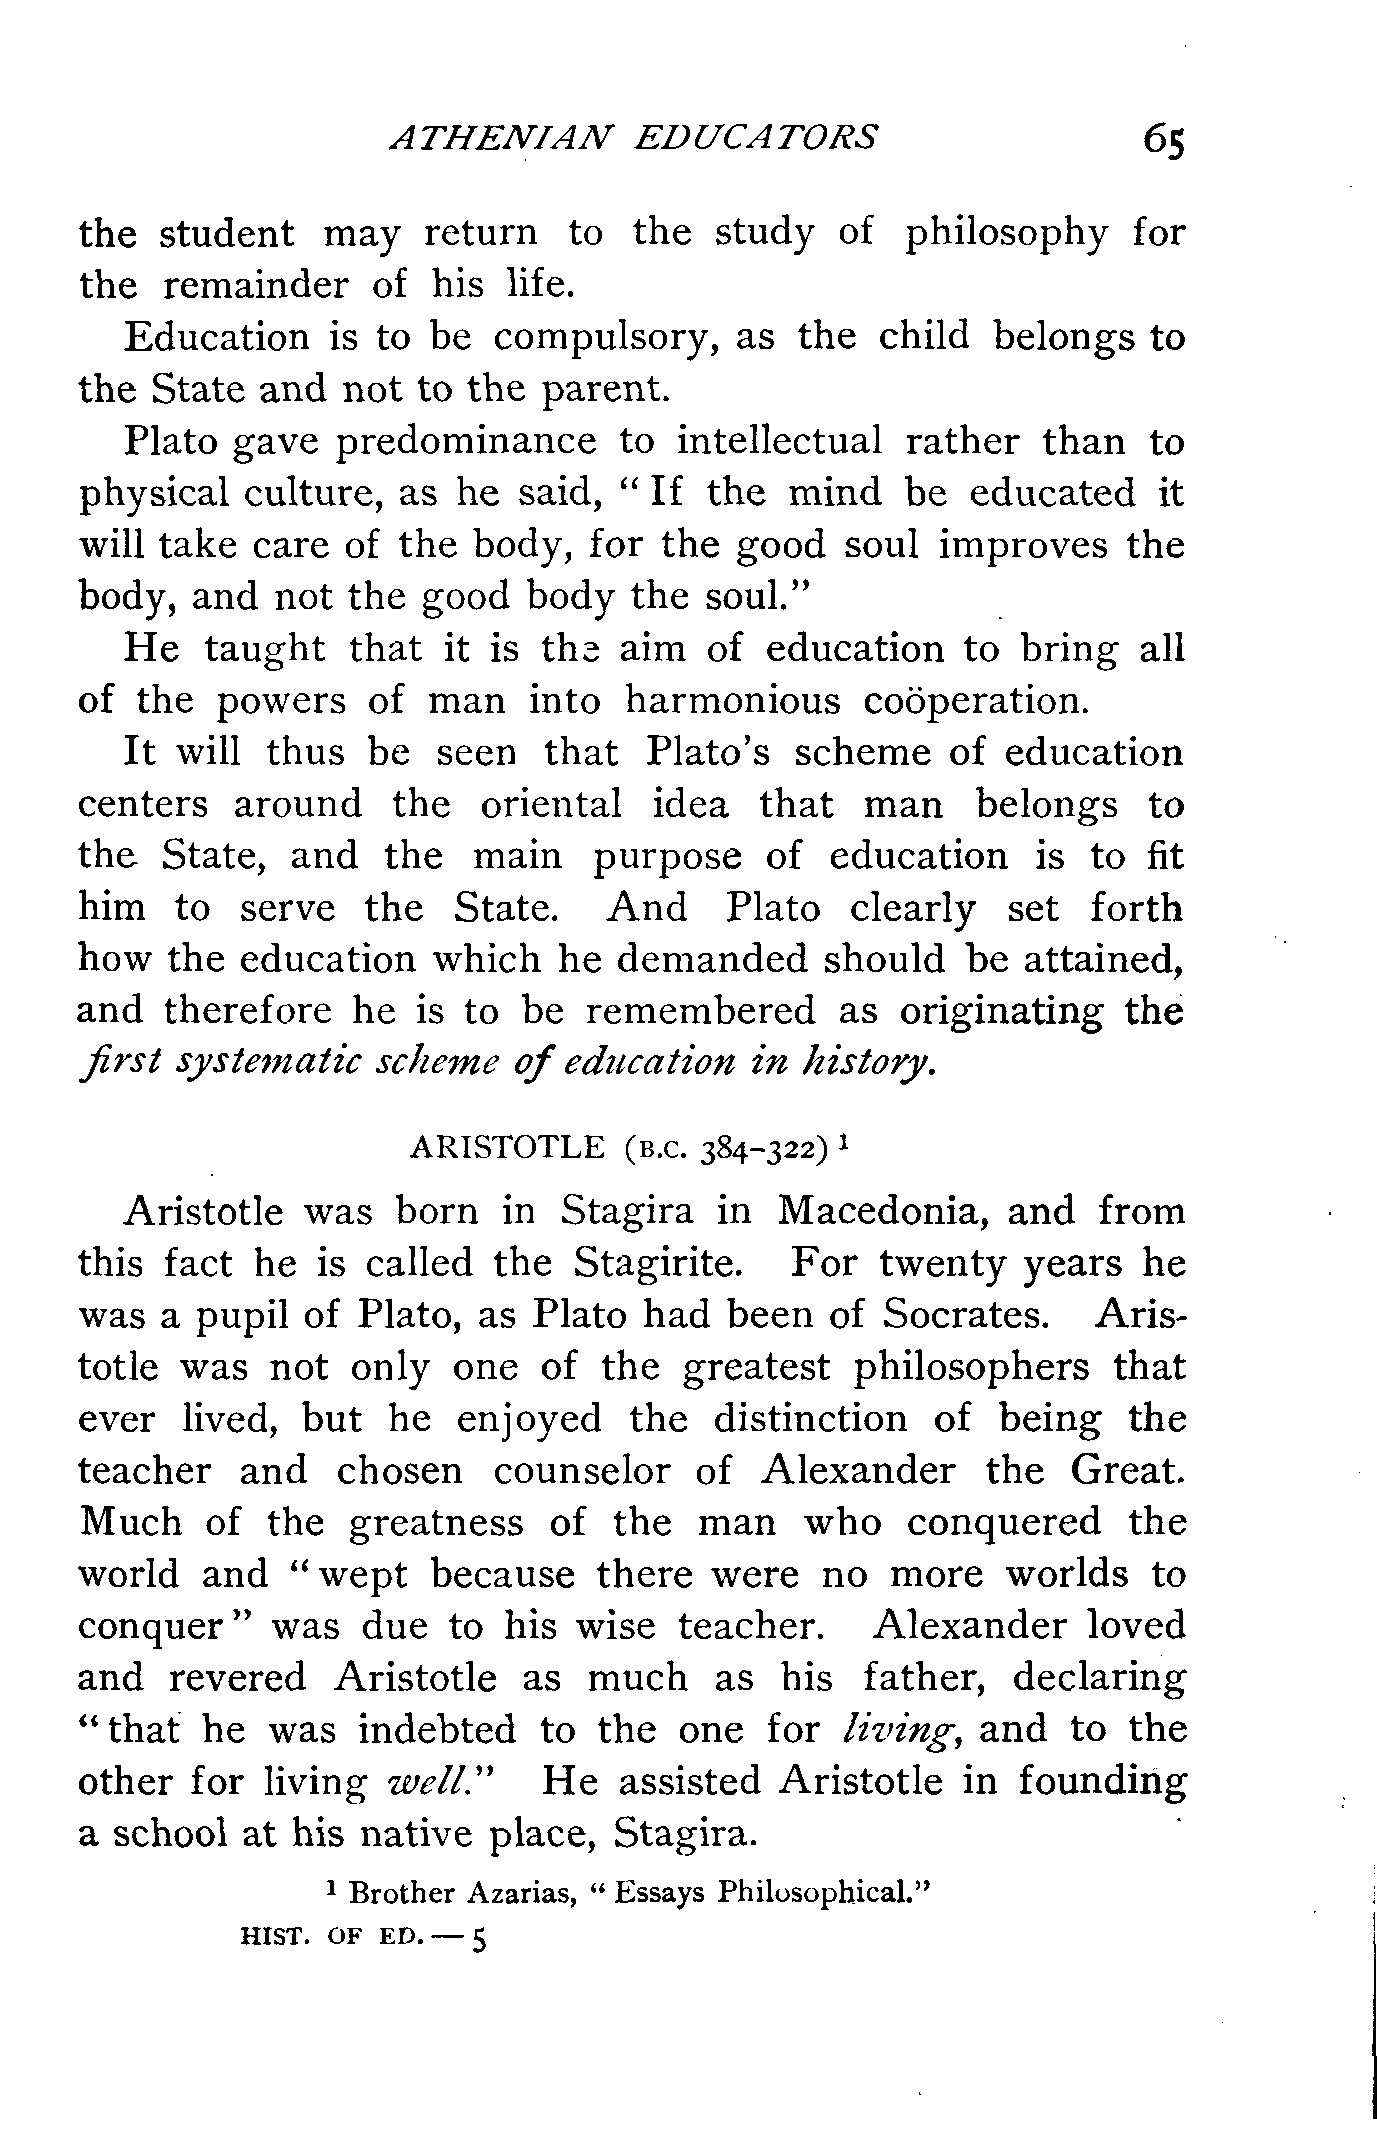 ATHENIAN EDUCATORS 65
the student may return to the study of philosophy for
the remainder of his life.
Education is to be compulsory, as the child belongs to
the State and not to the parent.
Plato gave predominance to intellectual rather than to
physical culture, as he said, “If the mind be educated it
will take care of the body, for the good soul improves the
body, and not the good body the soul.”
He taught that it is the aim of education to bring all
of the powers of man into harmonious coöperation.
It will thus be seen that Plato’s scheme of education
centers around the oriental idea that man belongs to
the State, and the main purpose of education is to fit
him to serve the State. And Plato clearly set forth
how the education which he demanded should be attained,
and therefore he is to be remembered as originating the
first systematic scheme of education in history.
ARISTOTLE (B.C. 384–322) ¹
Aristotle was born in Stagira in Macedonia, and from
this fact he is called the Stagirite. For twenty years he
was a pupil of Plato, as Plato had been of Socrates. Aris-
totle was not only one of the greatest philosophers that
ever lived, but he enjoyed the distinction of being the
teacher and chosen counselor of Alexander the Great.
Much of the greatness of the man who conquered the
world and “wept because there were no more worlds to
conquer” was due to his wise teacher. Alexander loved
and revered Aristotle as much as his father, declaring
“that he was indebted to the one for living, and to the
other for living well.” He assisted Aristotle in founding
a school at his native place, Stagira.
¹ Brother Azarias, “Essays Philosophical.”
HIST. OF ED. — 5